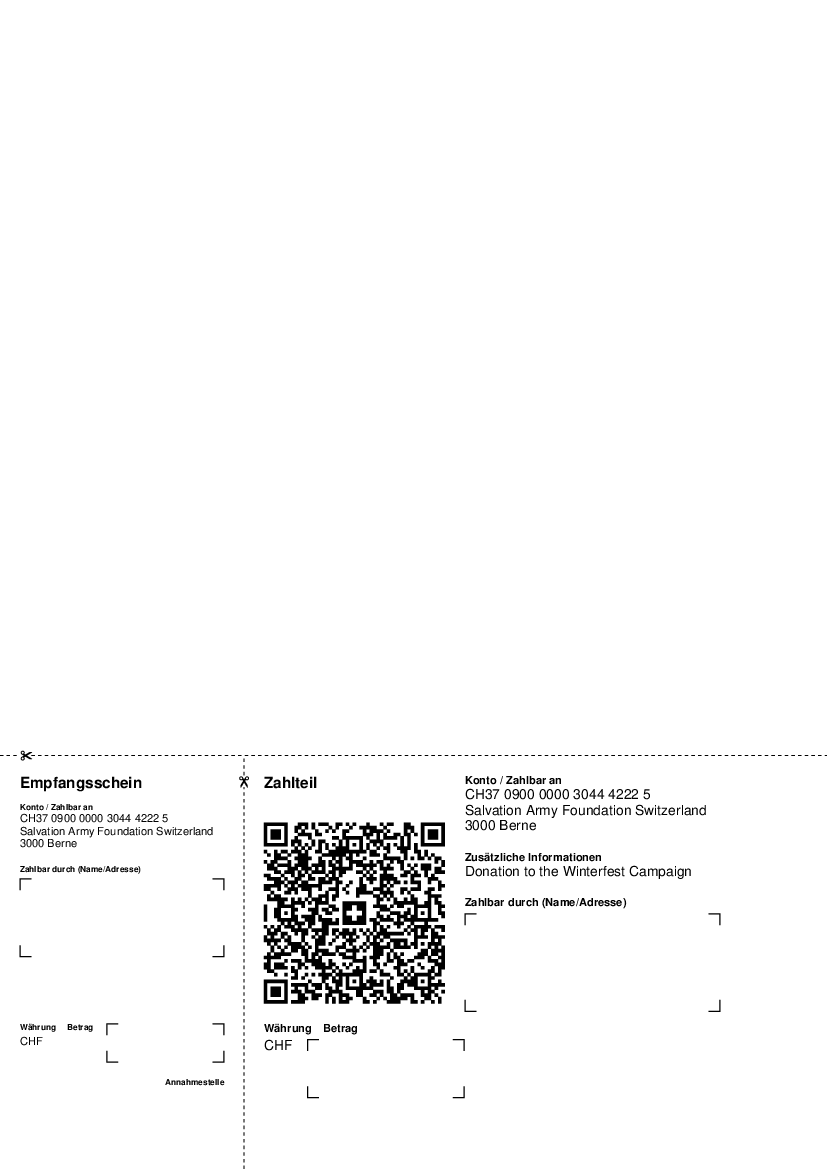 Empfangsschein
Konto / Zahlbar an
CH37 0900 0000 3044 4222 5
Salvation Army Foundation Switzerland
3000 Berne
Zahlbar durch (Name/Adresse)
Währung Betrag
CHF
Annahmestelle
Zahlteil
Währung Betrag
CHF
Konto / Zahlbar an
CH37 0900 0000 3044 4222 5
Salvation Army Foundation Switzerland
3000 Berne
Zusätzliche Informationen
Donation to the Winterfest Campaign
Zahlbar durch (Name/Adresse)